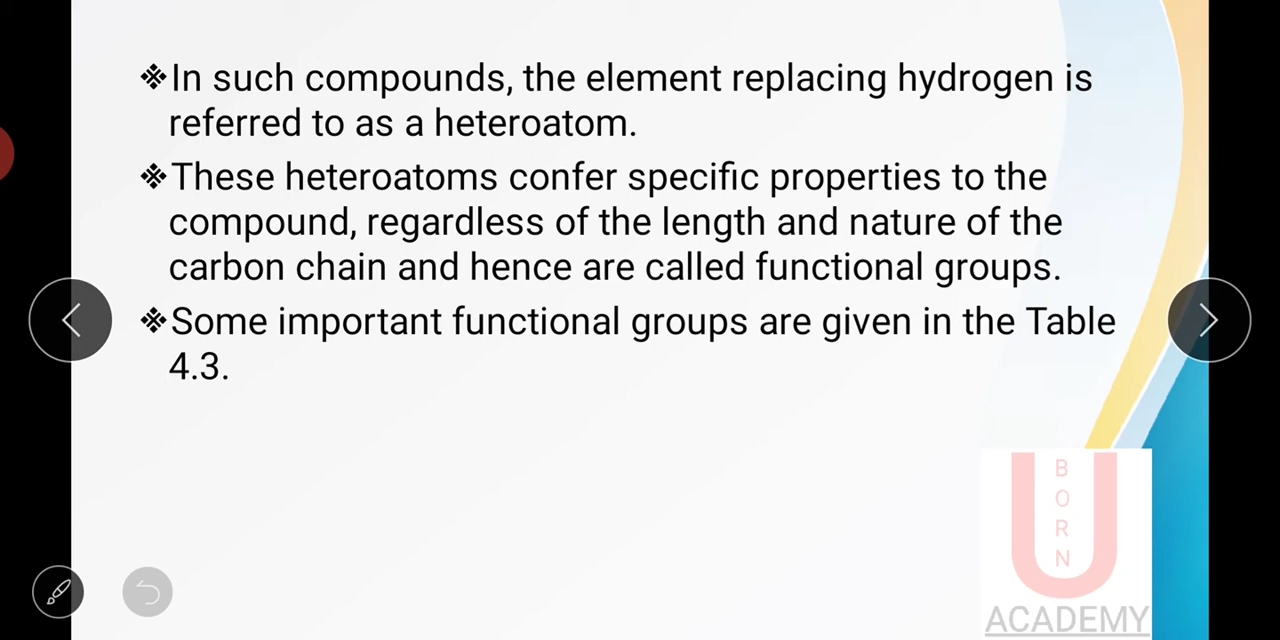 ❖In such compounds, the element replacing hydrogen is
referred to as a heteroatom.
❖These heteroatoms confer specific properties to the
compound, regardless of the length and nature of the
carbon chain and hence are called functional groups.
❖Some important functional groups are given in the Table
4.3.
U
B
O
R
N
ACADEMY